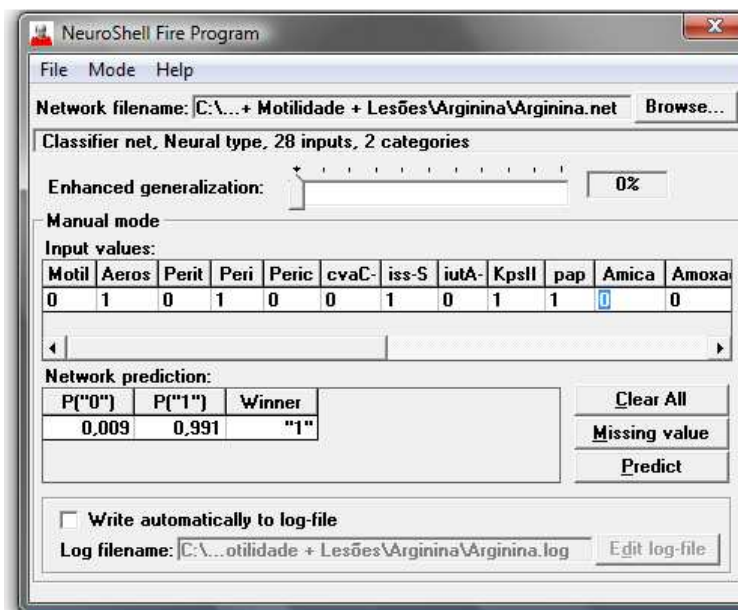 NeuroShell Fire Program
File Mode Help
Network filename: C:\...+ Motilidade + Lesões\Arginina\Arginina.net Browse...
Classifier net, Neural type, 28 inputs, 2 categories
Enhanced generalization: 0%
Manual mode
Input values:
Motil Aeros Perit Peri Peric cvaC- iss-S iutA- KpsII pap Amica Amoxa
0 1 0 1 0 0 1 0 1 1 0 0
Network prediction:
P("0") P("1") Winner
0,009 0,991 "1"
Clear All
Missing value
Predict
Write automatically to log-file
Log filename: C:\...otilidade + Lesões\Arginina\Arginina.log Edit log-file